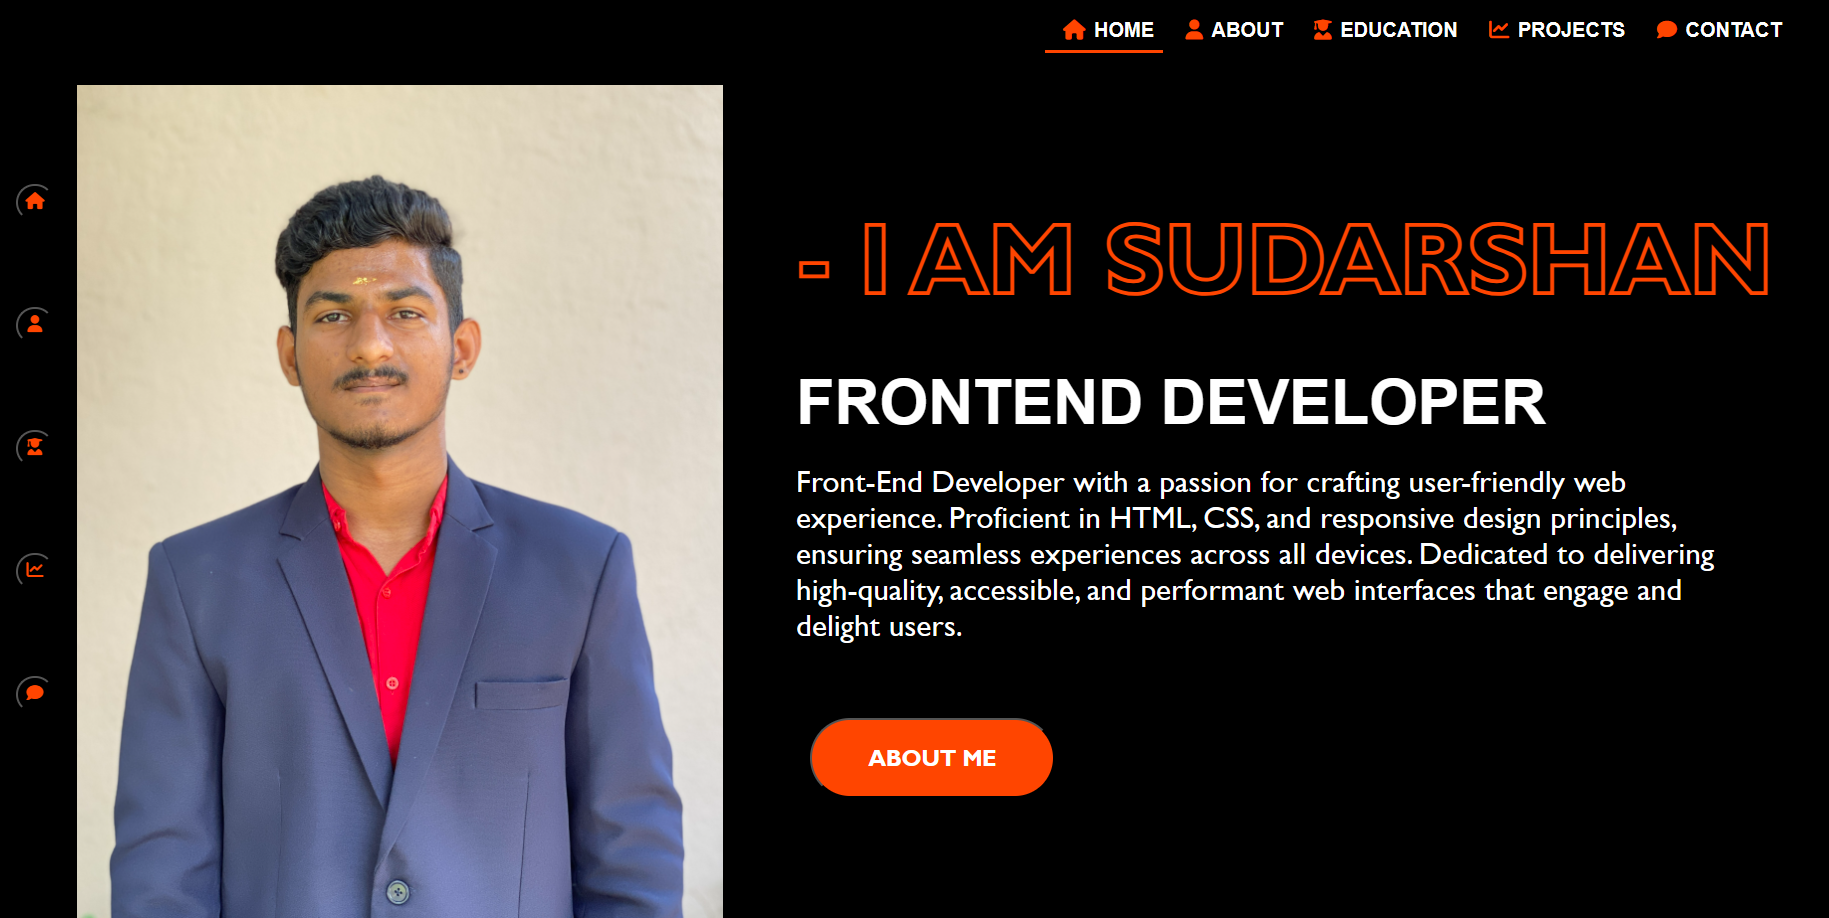 HOME ABOUT EDUCATION PROJECTS CONTACT
- I AM SUDARSHAN
FRONTEND DEVELOPER
Front-End Developer with a passion for crafting user-friendly web
experience. Proficient in HTML, CSS, and responsive design principles,
ensuring seamless experiences across all devices. Dedicated to delivering
high-quality, accessible, and performant web interfaces that engage and
delight users.
ABOUT ME